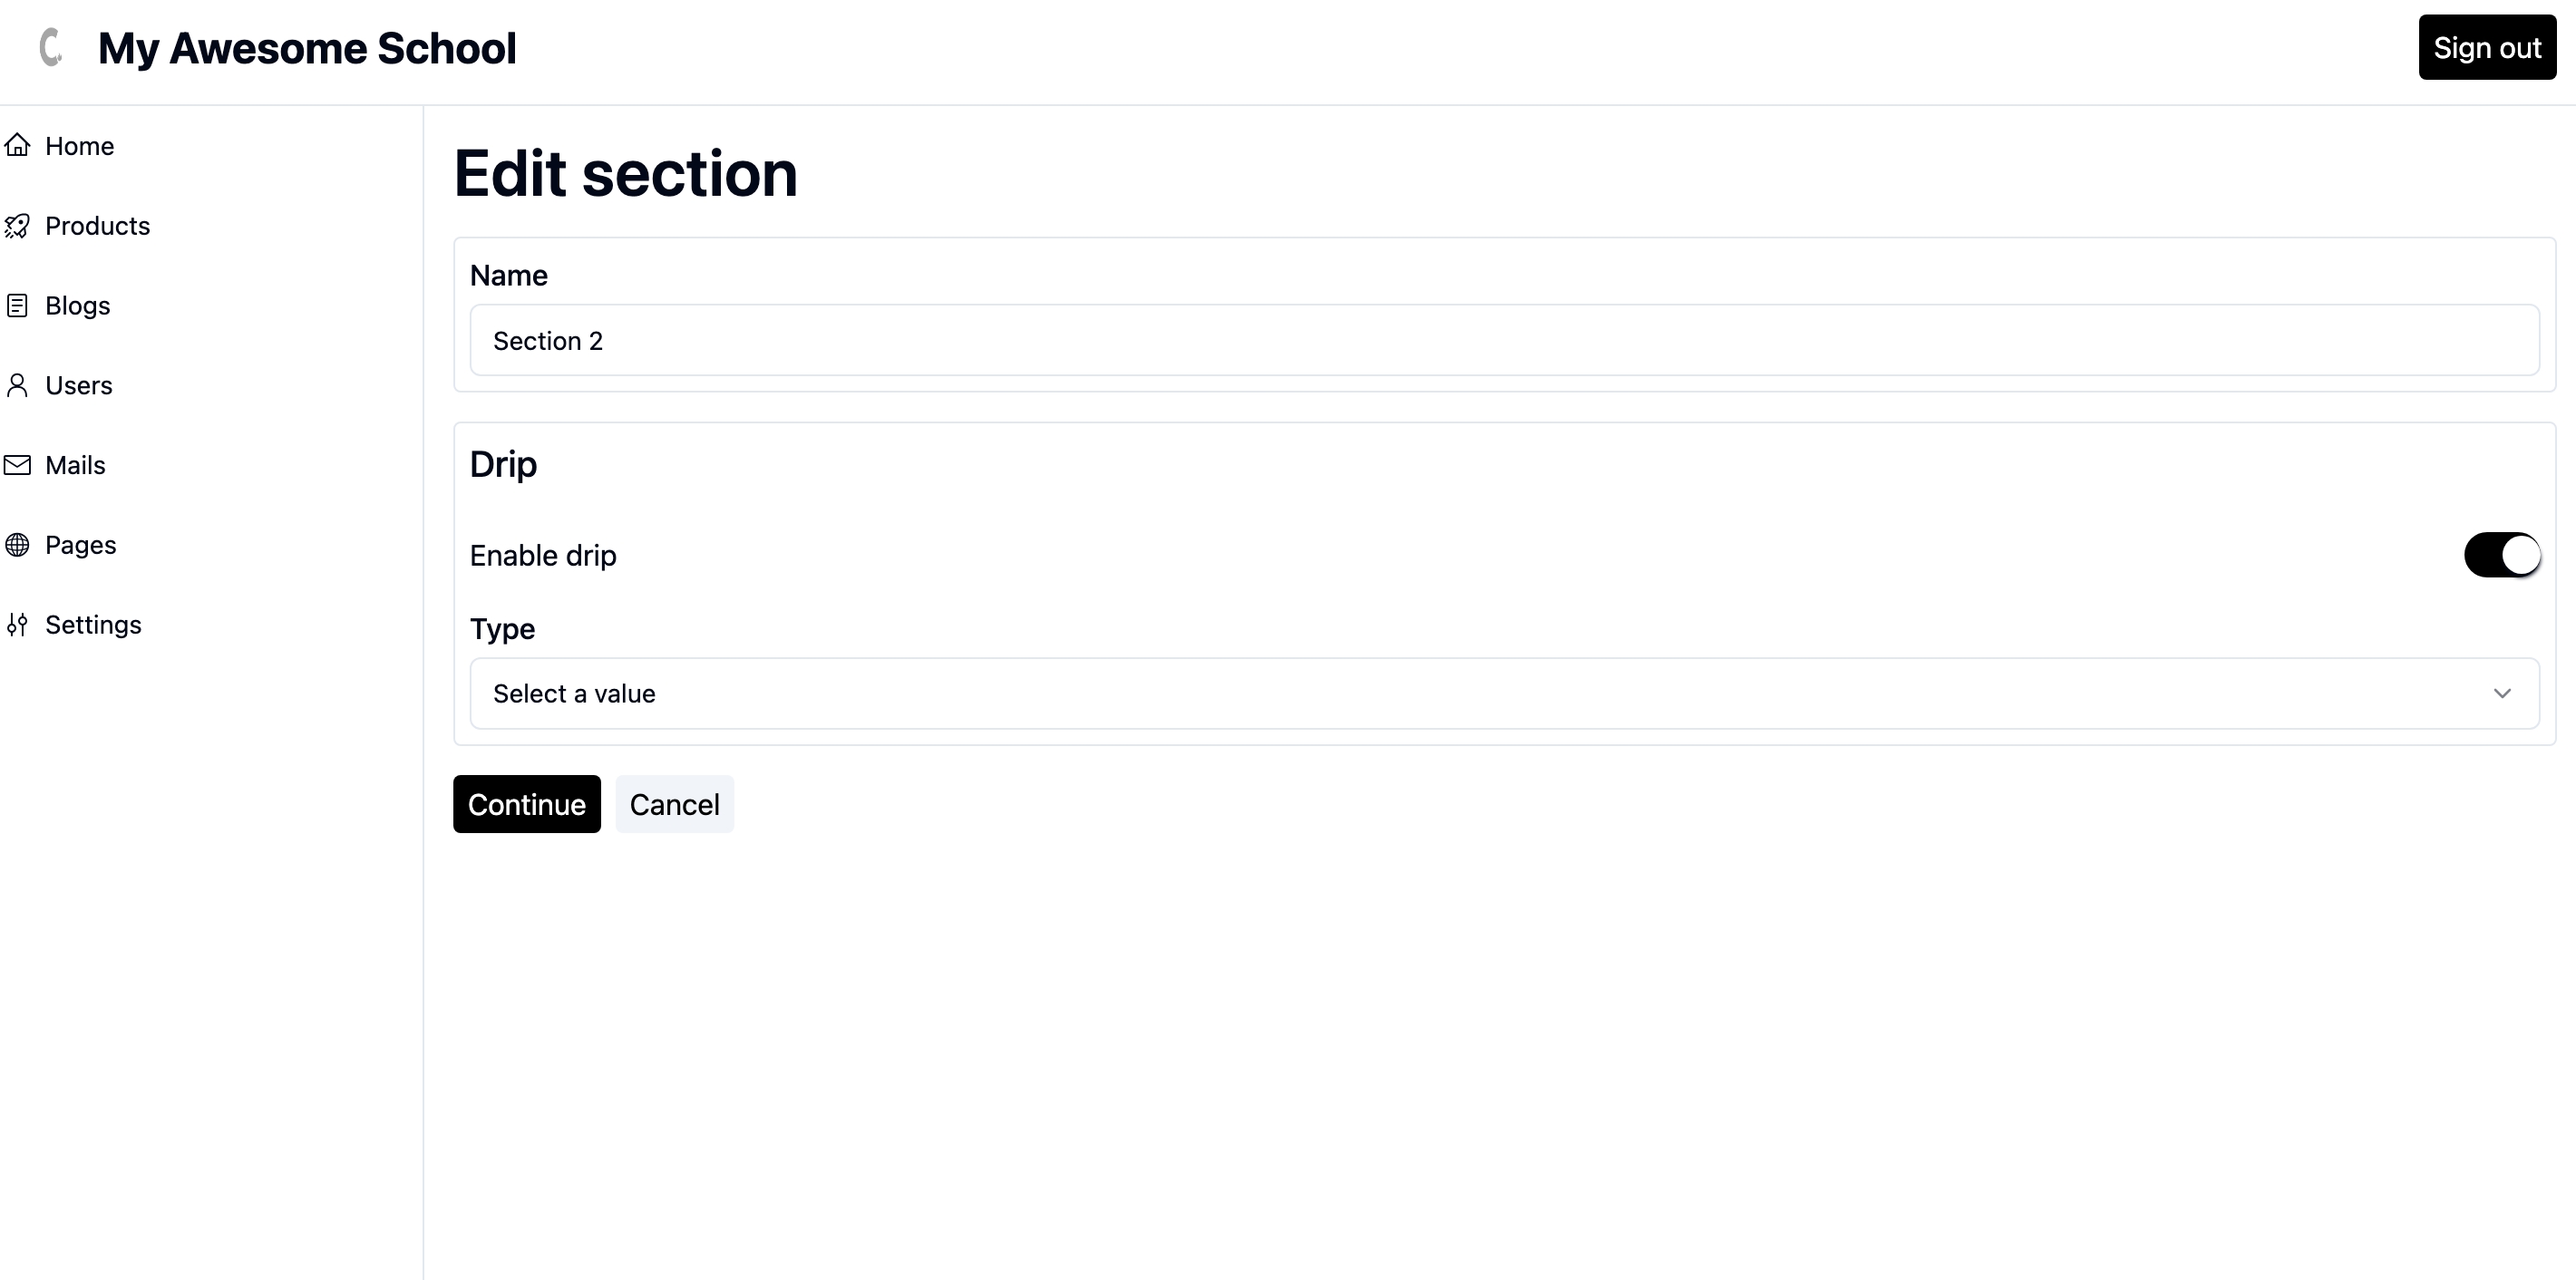 My Awesome School
Sign out
Home
Products
Blogs
Users
Mails
Pages
Settings
Edit section
Name
Section 2
Drip
Enable drip
Type
Select a value
Continue
Cancel